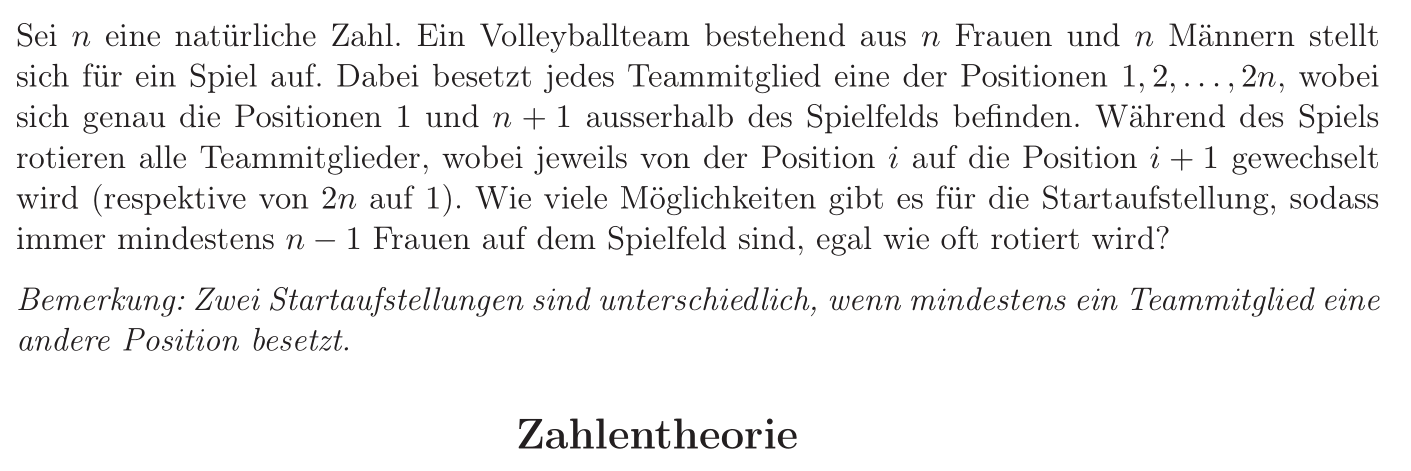 Sei n eine natürliche Zahl. Ein Volleyballteam bestehend aus n Frauen und n Männern stellt
sich für ein Spiel auf. Dabei besetzt jedes Teammitglied eine der Positionen 1, 2, . . . , 2n, wobei
sich genau die Positionen 1 und n + 1 ausserhalb des Spielfelds befinden. Während des Spiels
rotieren alle Teammitglieder, wobei jeweils von der Position i auf die Position i + 1 gewechselt
wird (respektive von 2n auf 1). Wie viele Möglichkeiten gibt es für die Startaufstellung, sodass
immer mindestens n − 1 Frauen auf dem Spielfeld sind, egal wie oft rotiert wird?
Bemerkung: Zwei Startaufstellungen sind unterschiedlich, wenn mindestens ein Teammitglied eine
andere Position besetzt.
Zahlentheorie